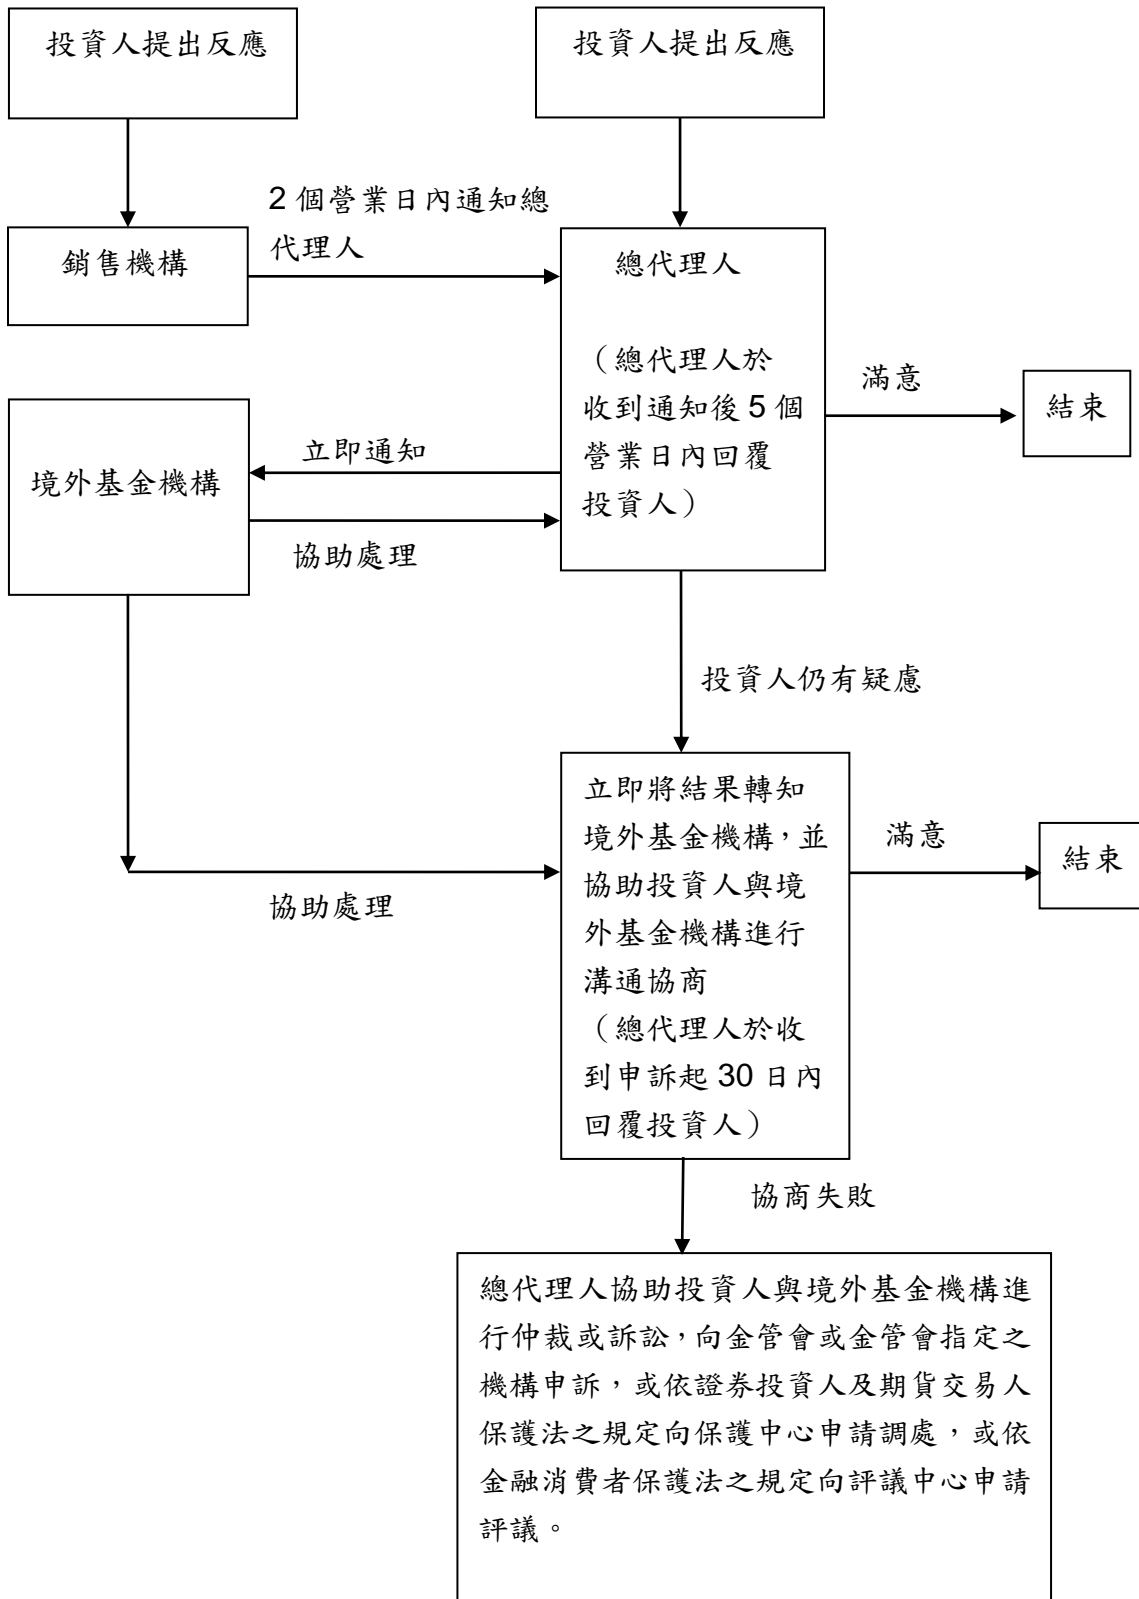 投資人提出反應
投資人提出反應
2 個營業日內通知總
代理人
銷售機構
總代理人
（總代理人於
收到通知後 5 個
營業日內回覆
投資人）
滿意
結束
立即通知
境外基金機構
協助處理
投資人仍有疑慮
立即將結果轉知
境外基金機構，並
協助投資人與境
外基金機構進行
溝通協商
（總代理人於收
到申訴起 30 日內
回覆投資人）
滿意
結束
協助處理
協商失敗
總代理人協助投資人與境外基金機構進
行仲裁或訴訟，向金管會或金管會指定之
機構申訴，或依證券投資人及期貨交易人
保護法之規定向保護中心申請調處，或依
金融消費者保護法之規定向評議中心申請
評議。